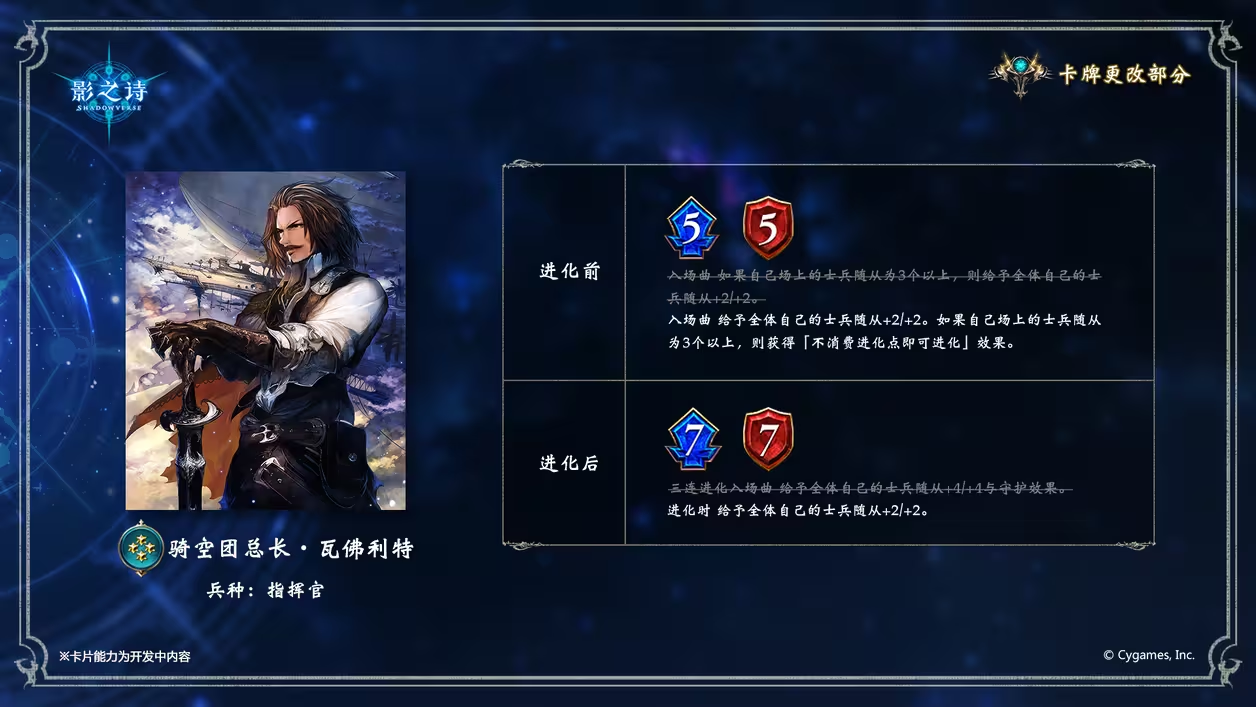 影之诗
SHADOWVERSE
卡牌更改部分
进化前
5 5
入场曲 如果自己场上的士兵随从为3个以上，则给予全体自己的士
兵随从+2/+2。
入场曲 给予全体自己的士兵随从+2/+2。如果自己场上的士兵随从
为3个以上，则获得「不消费进化点即可进化」效果。
进化后
7 7
三连进化入场曲 给予全体自己的士兵随从+4/+4与守护效果。
进化时 给予全体自己的士兵随从+2/+2。
骑空团总长·瓦佛利特
兵种：指挥官
※卡片能力为开发中内容
© Cygames, Inc.